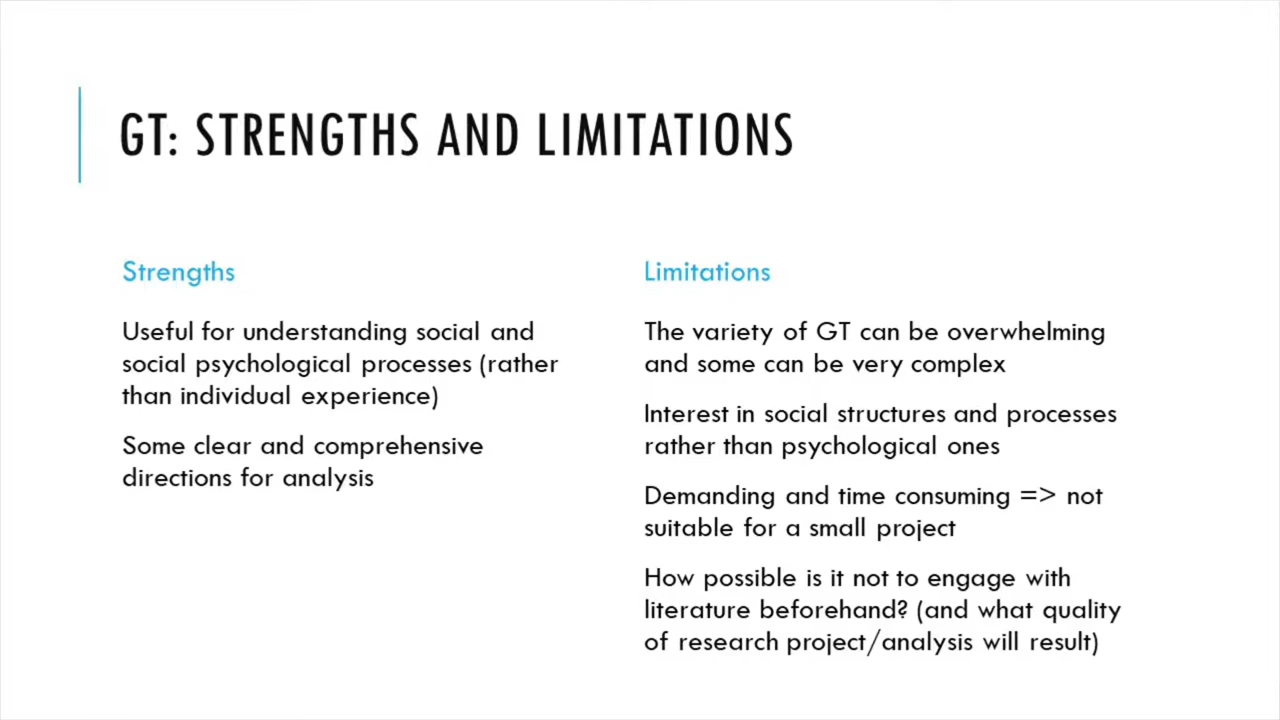 GT: STRENGTHS AND LIMITATIONS
Strengths
Useful for understanding social and
social psychological processes (rather
than individual experience)
Some clear and comprehensive
directions for analysis
Limitations
The variety of GT can be overwhelming
and some can be very complex
Interest in social structures and processes
rather than psychological ones
Demanding and time consuming => not
suitable for a small project
How possible is it not to engage with
literature beforehand? (and what quality
of research project/analysis will result)